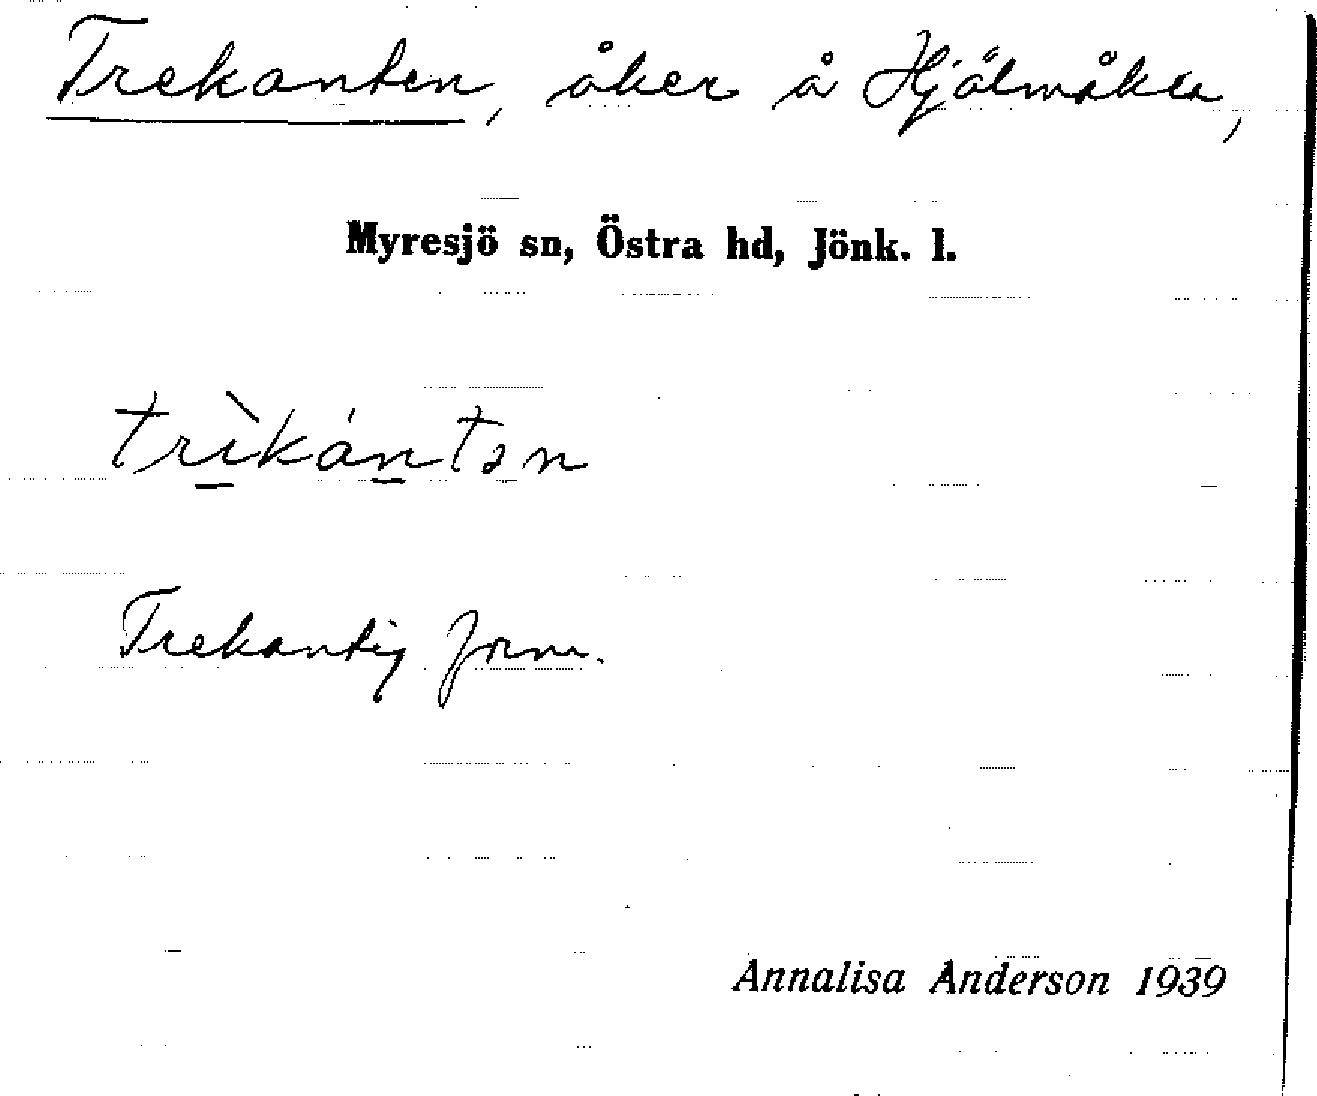 Trekanten, åker å Hjälmåkra,
Myresjö sn, Östra hd, Jönk. l.
trìkántən
Trekantig form.
Annalisa Anderson 1939